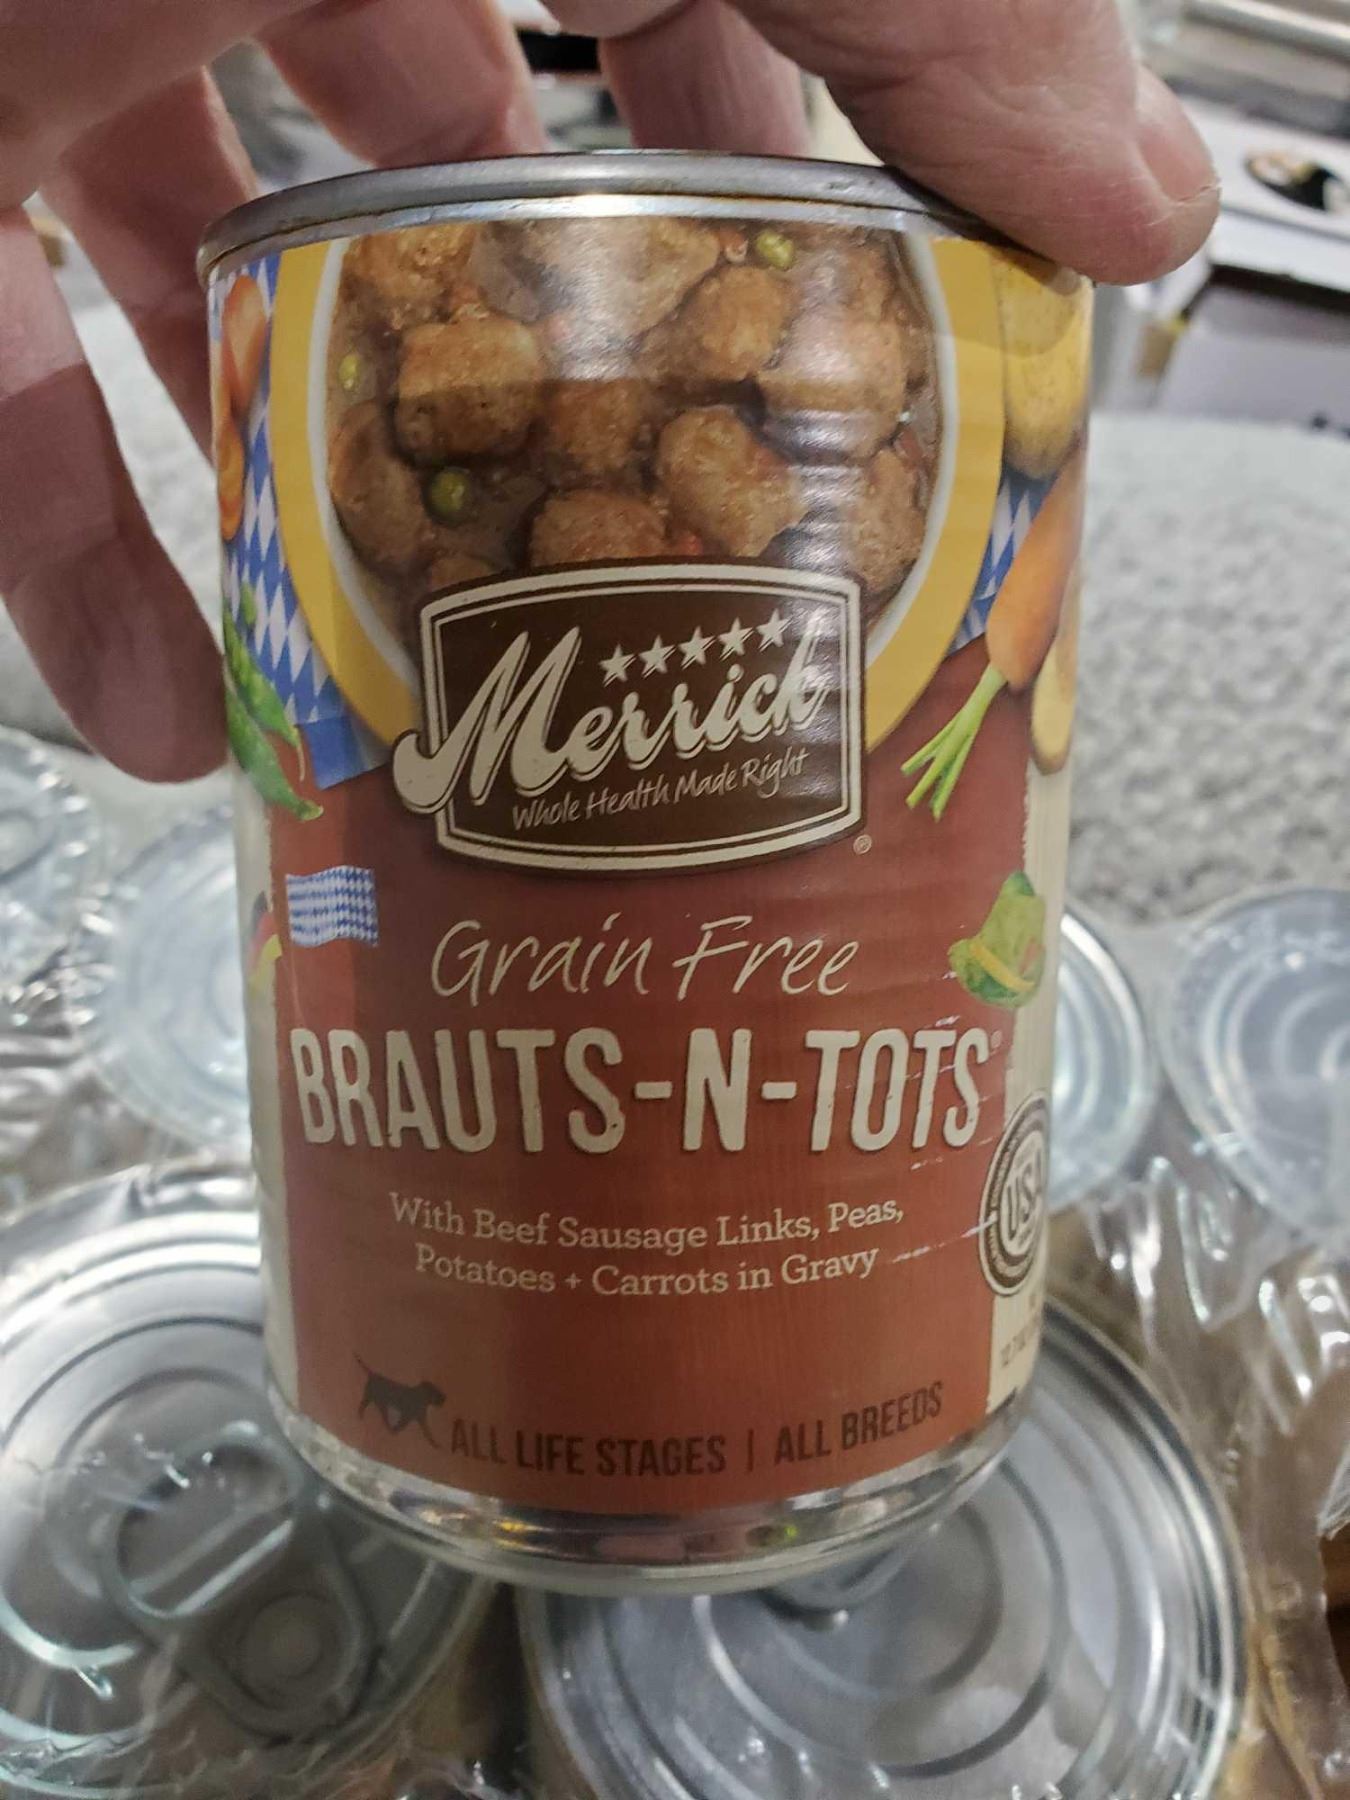 Merrick
Whole Health Made Right
®
Grain Free
BRAUTS-N-TOTS
With Beef Sausage Links, Peas,
Potatoes + Carrots in Gravy
USA
ALL LIFE STAGES | ALL BREEDS